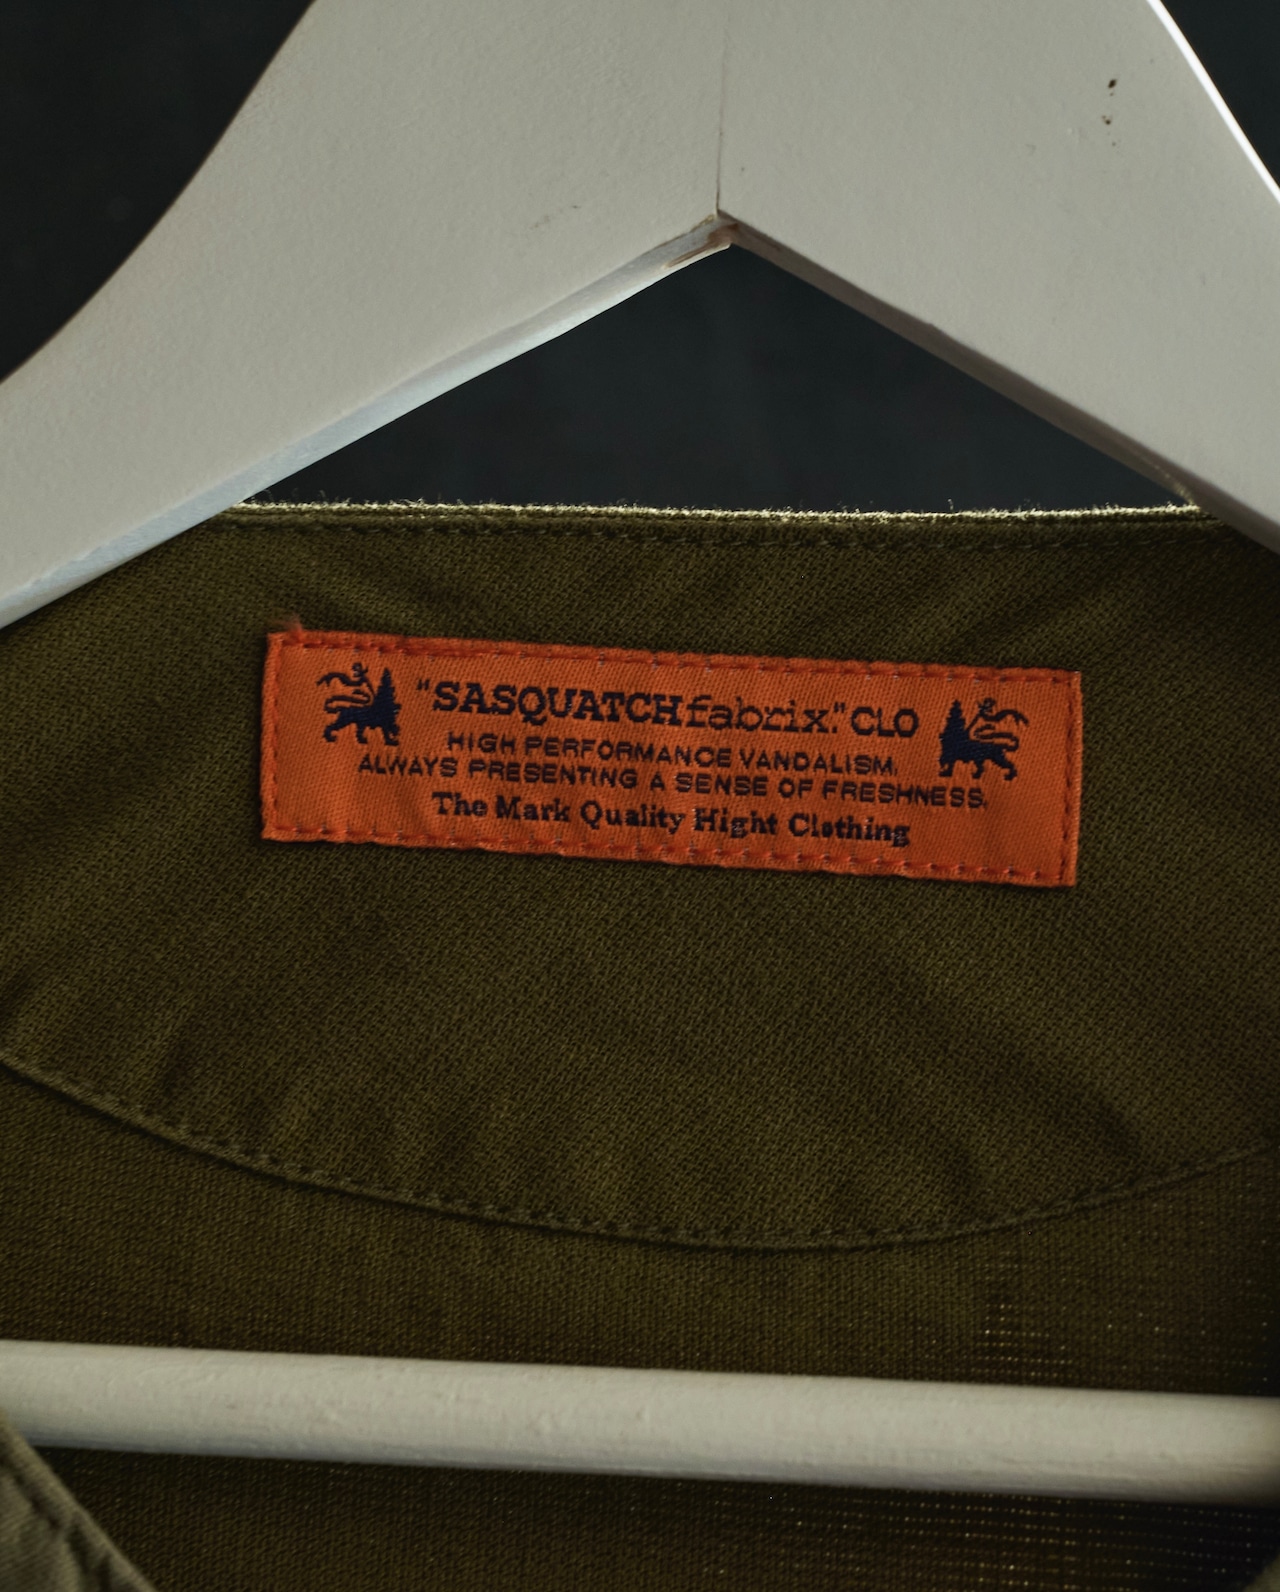 "SASQUATCHfabrix." CLO
HIGH PERFORMANCE VANDALISM.
ALWAYS PRESENTING A SENSE OF FRESHNESS.
The Mark Quality Hight Clothing